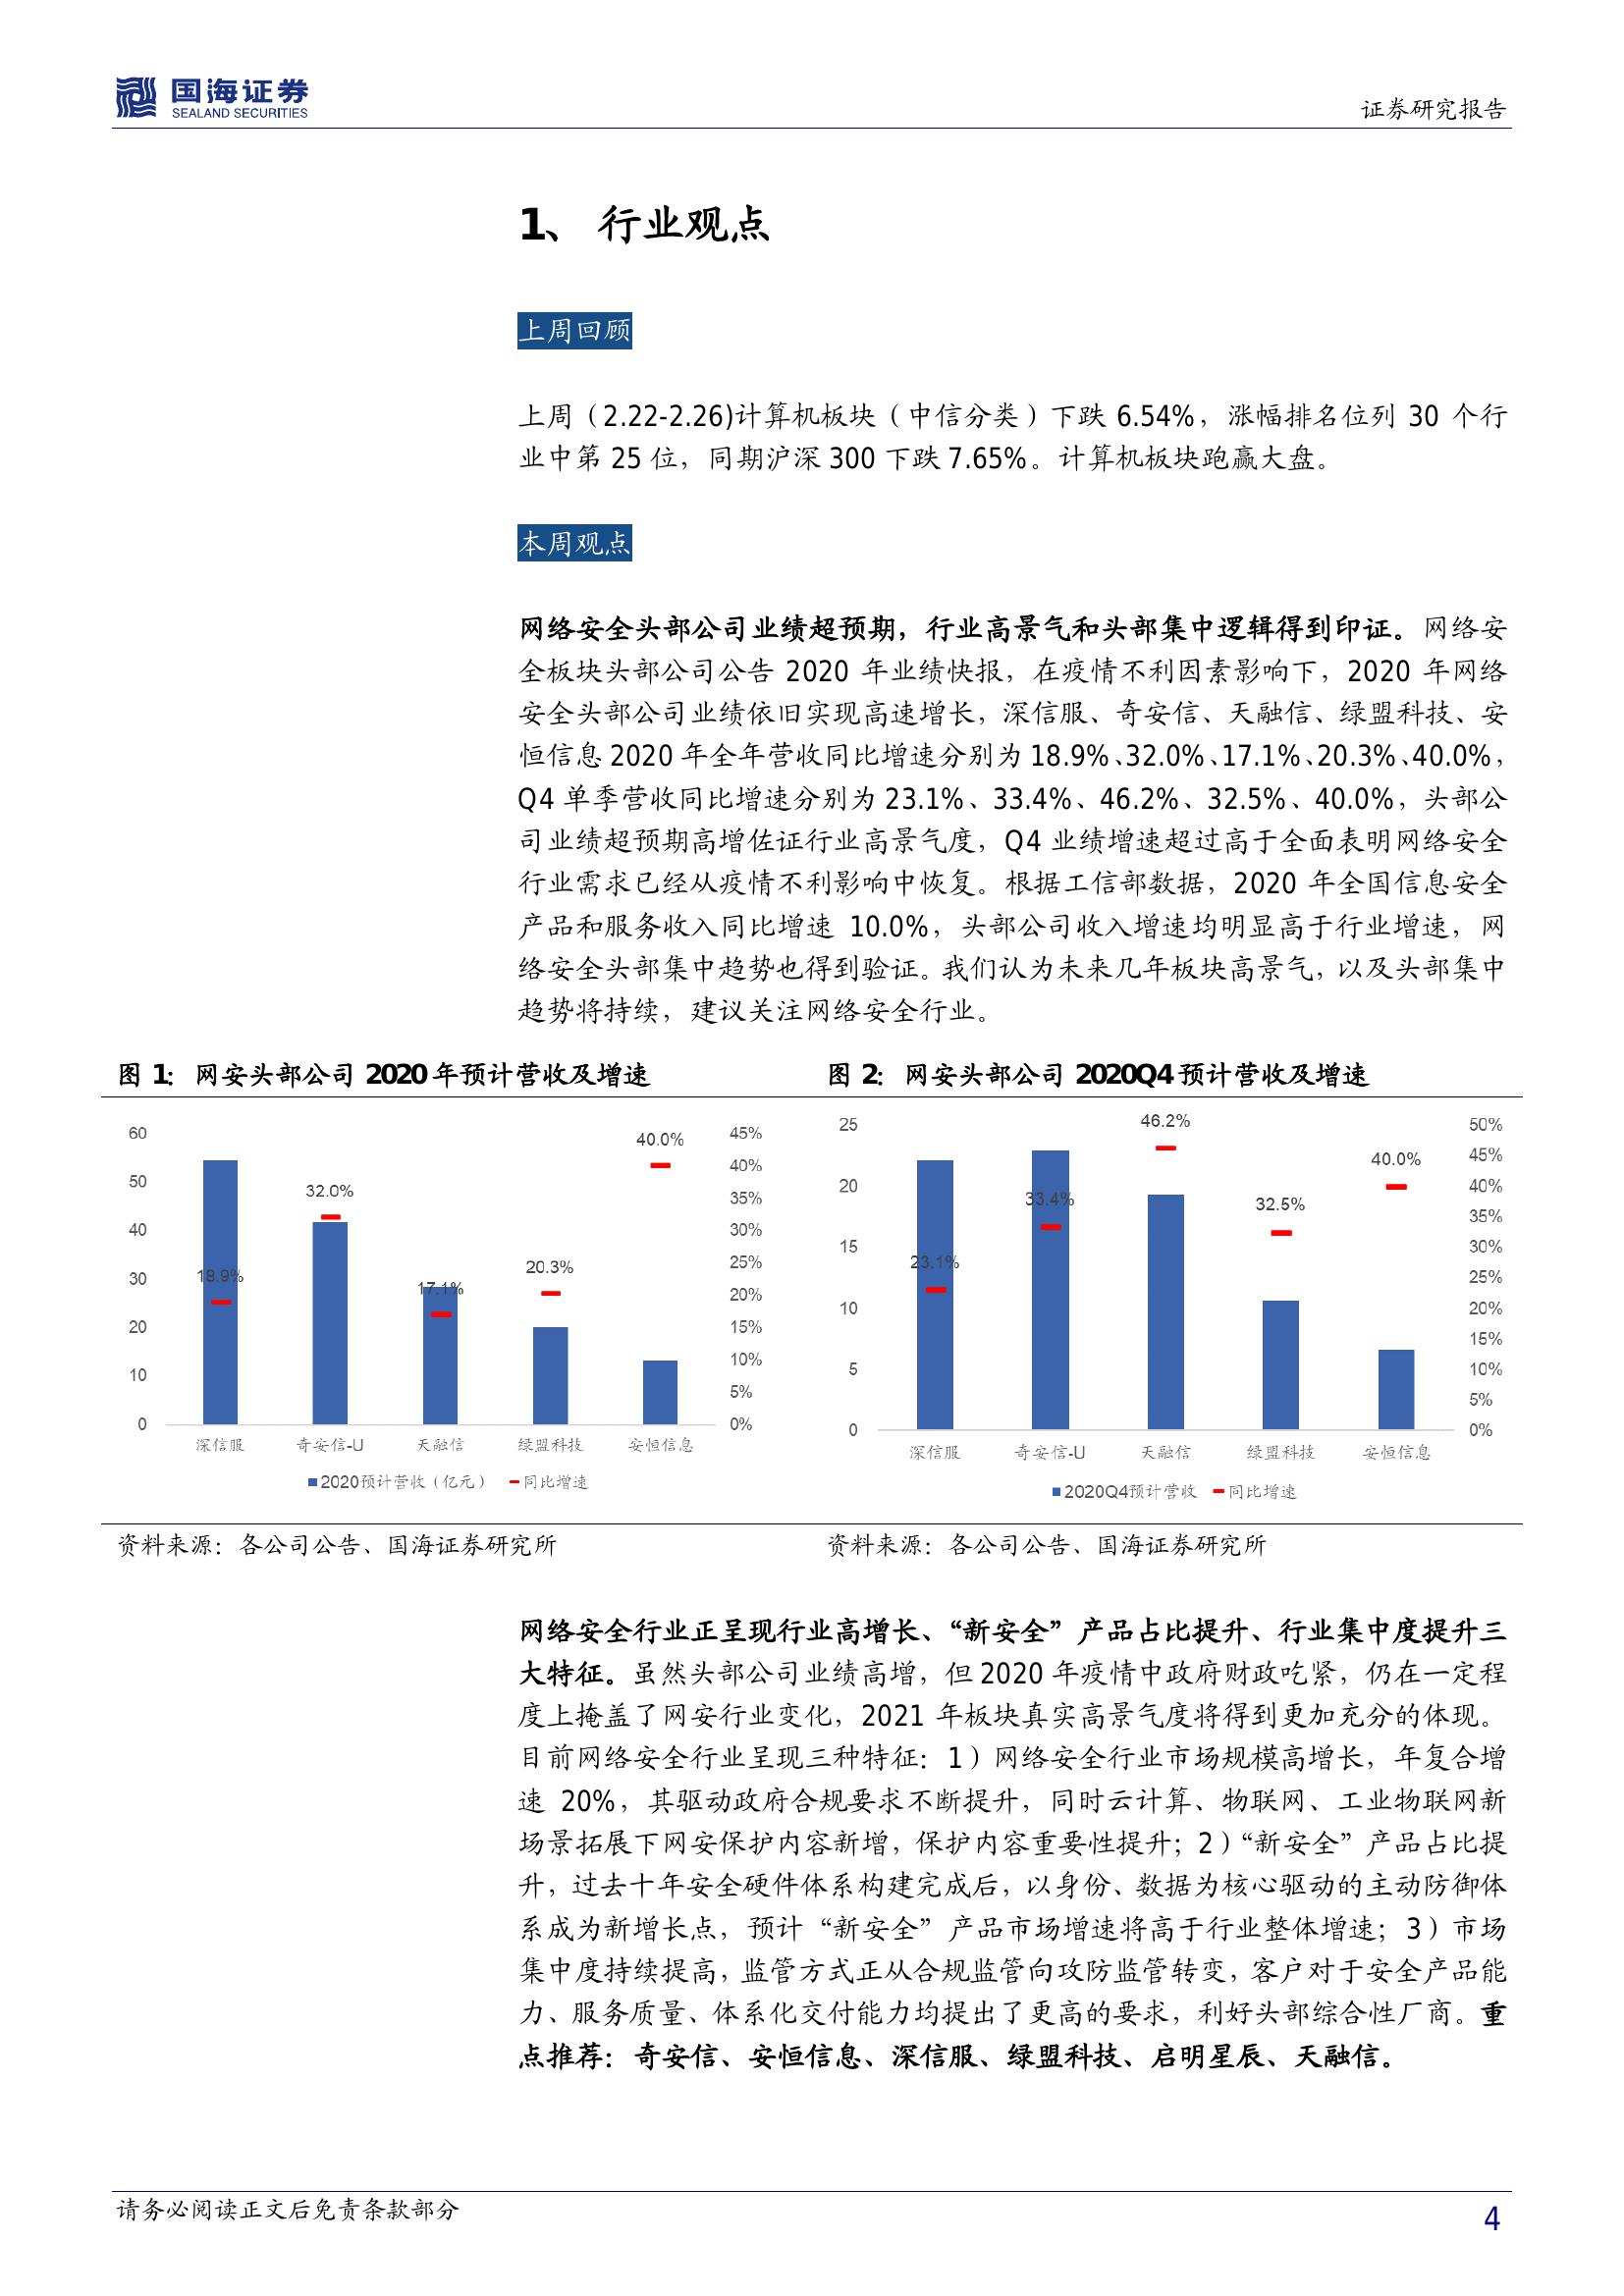 国海证券
SEALAND SECURITIES
证券研究报告
1、 行业观点
上周回顾
上周（2.22-2.26)计算机板块（中信分类）下跌 6.54%，涨幅排名位列 30 个行
业中第 25 位，同期沪深 300 下跌 7.65%。计算机板块跑赢大盘。
本周观点
网络安全头部公司业绩超预期，行业高景气和头部集中逻辑得到印证。网络安
全板块头部公司公告 2020 年业绩快报，在疫情不利因素影响下，2020 年网络
安全头部公司业绩依旧实现高速增长，深信服、奇安信、天融信、绿盟科技、安
恒信息 2020 年全年营收同比增速分别为 18.9%、32.0%、17.1%、20.3%、40.0%，
Q4 单季营收同比增速分别为 23.1%、33.4%、46.2%、32.5%、40.0%，头部公
司业绩超预期高增佐证行业高景气度，Q4 业绩增速超过高于全面表明网络安全
行业需求已经从疫情不利影响中恢复。根据工信部数据，2020 年全国信息安全
产品和服务收入同比增速 10.0%，头部公司收入增速均明显高于行业增速，网
络安全头部集中趋势也得到验证。我们认为未来几年板块高景气，以及头部集中
趋势将持续，建议关注网络安全行业。
图 1： 网安头部公司 2020 年预计营收及增速
60
50
40
30
20
10
0
18.9%
32.0%
17.1%
20.3%
40.0%
45%
40%
35%
30%
25%
20%
15%
10%
5%
0%
深信服 奇安信-U 天融信 绿盟科技 安恒信息
2020预计营收（亿元） 同比增速
资料来源：各公司公告、国海证券研究所
图 2： 网安头部公司 2020Q4 预计营收及增速
25
20
15
10
5
0
23.1%
33.4%
46.2%
32.5%
40.0%
50%
45%
40%
35%
30%
25%
20%
15%
10%
5%
0%
深信服 奇安信-U 天融信 绿盟科技 安恒信息
2020Q4预计营收 同比增速
资料来源：各公司公告、国海证券研究所
网络安全行业正呈现行业高增长、“新安全”产品占比提升、行业集中度提升三
大特征。虽然头部公司业绩高增，但 2020 年疫情中政府财政吃紧，仍在一定程
度上掩盖了网安行业变化，2021 年板块真实高景气度将得到更加充分的体现。
目前网络安全行业呈现三种特征：1）网络安全行业市场规模高增长，年复合增
速 20%，其驱动政府合规要求不断提升，同时云计算、物联网、工业物联网新
场景拓展下网安保护内容新增，保护内容重要性提升；2）“新安全”产品占比提
升，过去十年安全硬件体系构建完成后，以身份、数据为核心驱动的主动防御体
系成为新增长点，预计“新安全”产品市场增速将高于行业整体增速；3）市场
集中度持续提高，监管方式正从合规监管向攻防监管转变，客户对于安全产品能
力、服务质量、体系化交付能力均提出了更高的要求，利好头部综合性厂商。重
点推荐：奇安信、安恒信息、深信服、绿盟科技、启明星辰、天融信。
请务必阅读正文后免责条款部分
4